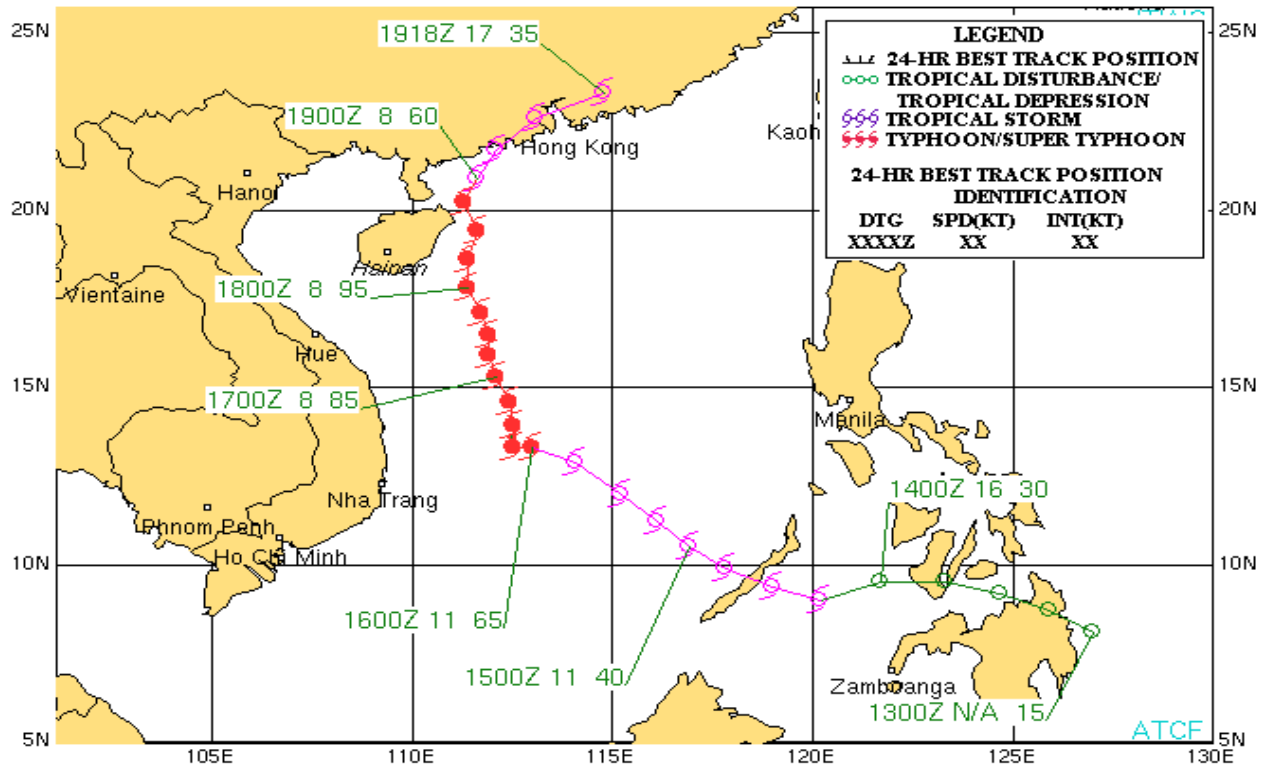 25N
1918Z 17 35
1900Z 8 60
Hong Kong
Kaoh
LEGEND
24-HR BEST TRACK POSITION
TROPICAL DISTURBANCE/
TROPICAL DEPRESSION
TROPICAL STORM
TYPHOON/SUPER TYPHOON
24-HR BEST TRACK POSITION
IDENTIFICATION
DTG SPD(KT) INT(KT)
XXXXZ XX XX
25N
Hanoi
20N
20N
Hainan
Vientaine
1800Z 8 95
Hue
15N
1700Z 8 85
Manila
15N
Nha Trang
1400Z 16 30
Phnom Penh
Ho Chi Minh
10N
10N
1600Z 11 65
1500Z 11 40
Zamboanga
1300Z N/A 15
ATCF
5N
5N
105E
110E
115E
120E
125E
130E